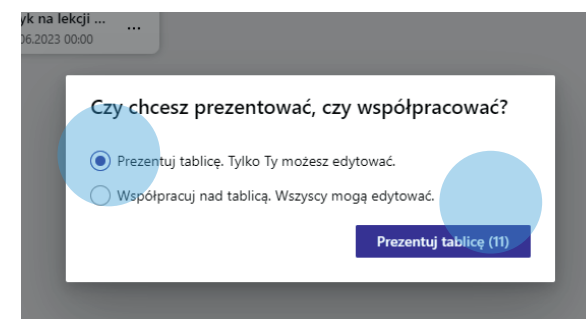 yk na lekcji ...
06.2023 00:00
...
Czy chcesz prezentować, czy współpracować?
Prezentuj tablicę. Tylko Ty możesz edytować.
Współpracuj nad tablicą. Wszyscy mogą edytować.
Prezentuj tablicę (11)